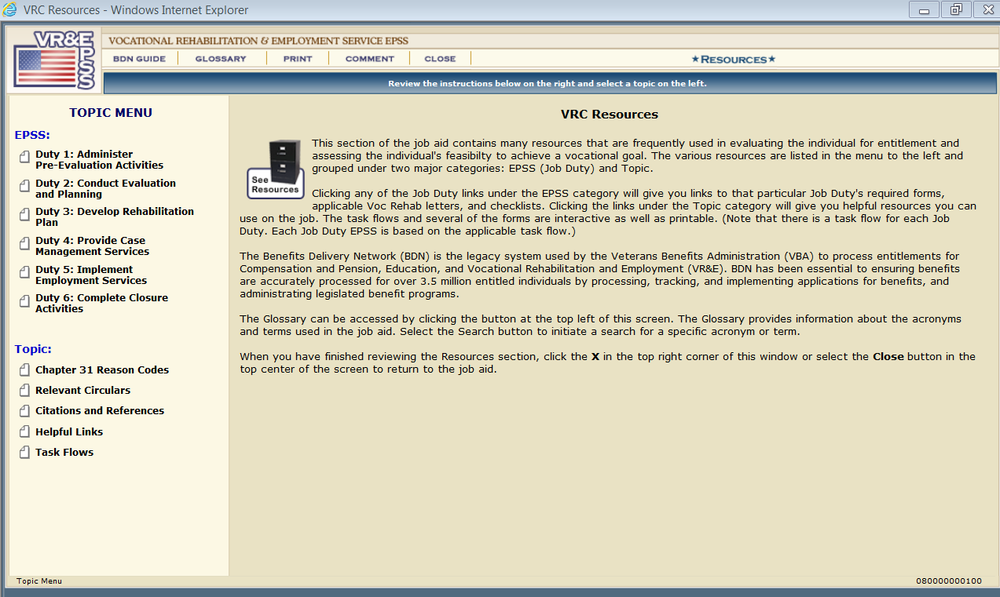 VRC Resources - Windows Internet Explorer
VR&E
EPSS
VOCATIONAL REHABILITATION & EMPLOYMENT SERVICE EPSS
BDN GUIDE
GLOSSARY
PRINT
COMMENT
CLOSE
★RESOURCES★
Review the instructions below on the right and select a topic on the left.
TOPIC MENU
EPSS:
Duty 1: Administer
Pre-Evaluation Activities
Duty 2: Conduct Evaluation
and Planning
Duty 3: Develop Rehabilitation
Plan
Duty 4: Provide Case
Management Services
Duty 5: Implement
Employment Services
Duty 6: Complete Closure
Activities
Topic:
Chapter 31 Reason Codes
Relevant Circulars
Citations and References
Helpful Links
Task Flows
VRC Resources
See
Resources
This section of the job aid contains many resources that are frequently used in evaluating the individual for entitlement and
assessing the individual's feasibilty to achieve a vocational goal. The various resources are listed in the menu to the left and
grouped under two major categories: EPSS (Job Duty) and Topic.
Clicking any of the Job Duty links under the EPSS category will give you links to that particular Job Duty's required forms,
applicable Voc Rehab letters, and checklists. Clicking the links under the Topic category will give you helpful resources you can
use on the job. The task flows and several of the forms are interactive as well as printable. (Note that there is a task flow for each Job
Duty. Each Job Duty EPSS is based on the applicable task flow.)
The Benefits Delivery Network (BDN) is the legacy system used by the Veterans Benefits Administration (VBA) to process entitlements for
Compensation and Pension, Education, and Vocational Rehabilitation and Employment (VR&E). BDN has been essential to ensuring benefits
are accurately processed for over 3.5 million entitled individuals by processing, tracking, and implementing applications for benefits, and
administrating legislated benefit programs.
The Glossary can be accessed by clicking the button at the top left of this screen. The Glossary provides information about the acronyms
and terms used in the job aid. Select the Search button to initiate a search for a specific acronym or term.
When you have finished reviewing the Resources section, click the X in the top right corner of this window or select the Close button in the
top center of the screen to return to the job aid.
Topic Menu
080000000100